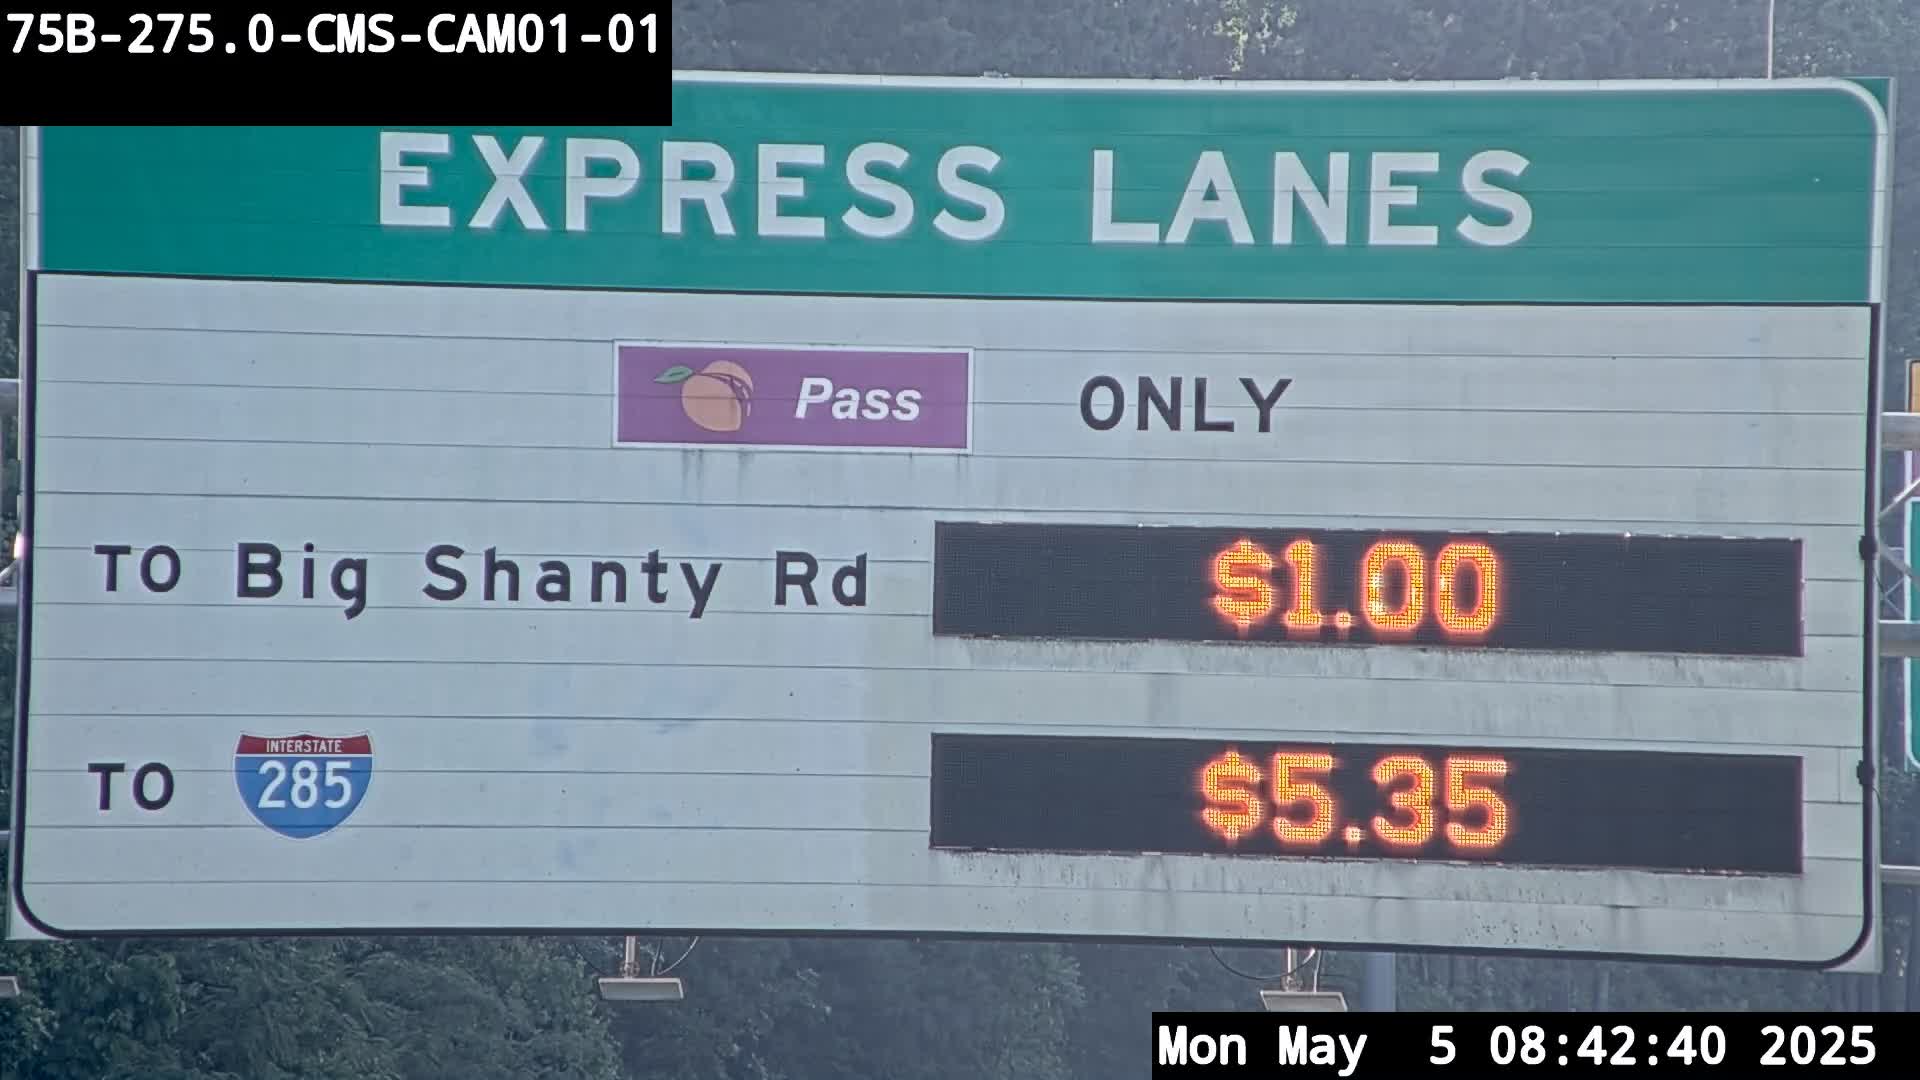 75B-275.0-CMS-CAM01-01
EXPRESS LANES
Pass ONLY
TO Big Shanty Rd $1.00
INTERSTATE
TO 285 $5.35
Mon May 5 08:42:40 2025